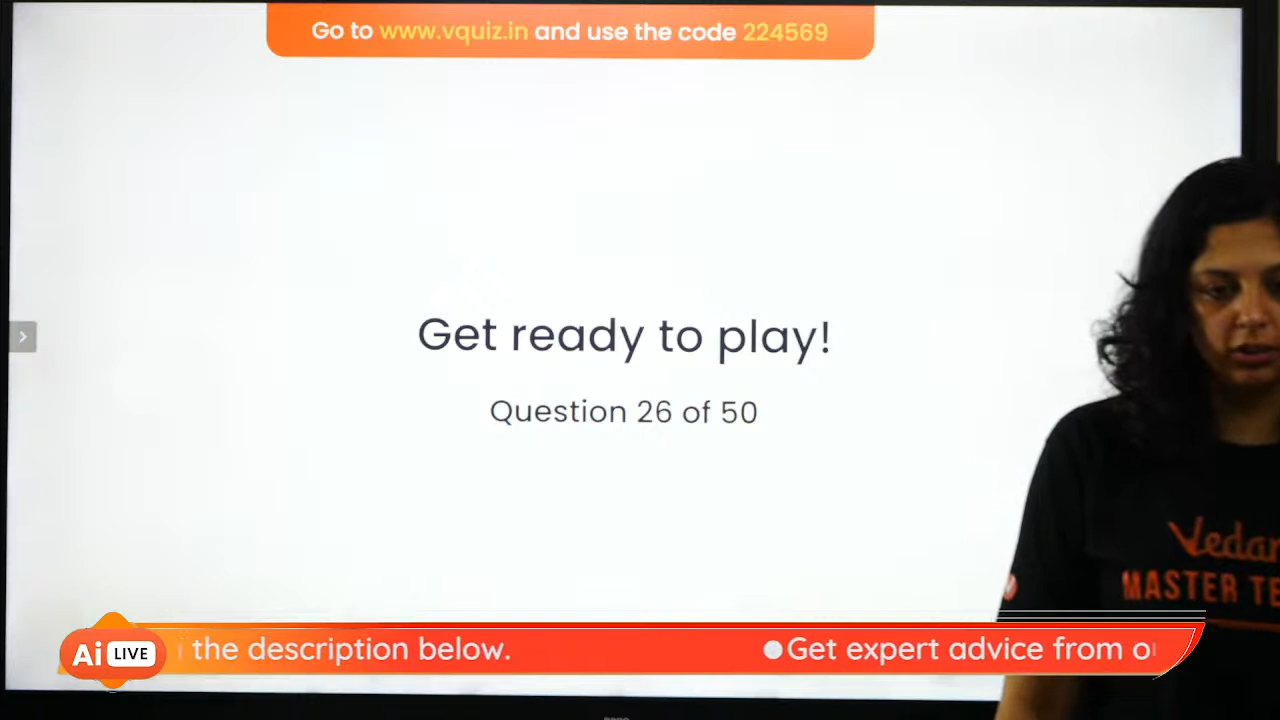 Go to www.vquiz.in and use the code 224569
Get ready to play!
Question 26 of 50
Vedan
MASTER TE
Ai LIVE
the description below.
Get expert advice from o